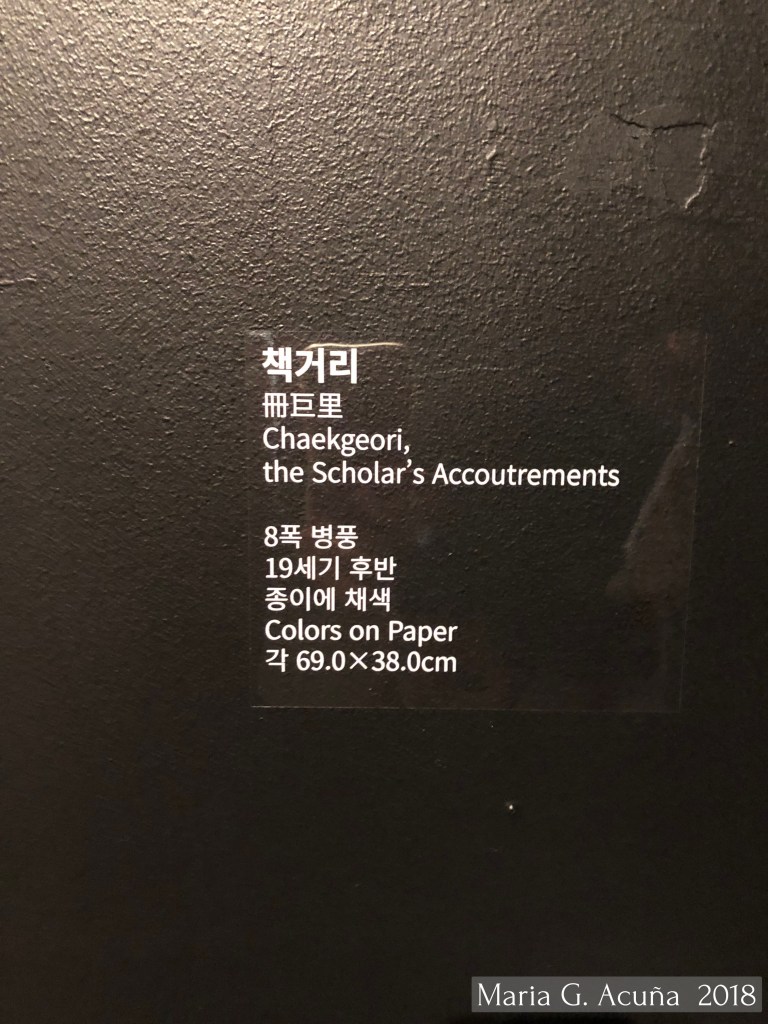 책거리
冊巨里
Chaekgeori,
the Scholar’s Accoutrements
8폭 병풍
19세기 후반
종이에 채색
Colors on Paper
각 69.0×38.0cm
Maria G. Acuña 2018